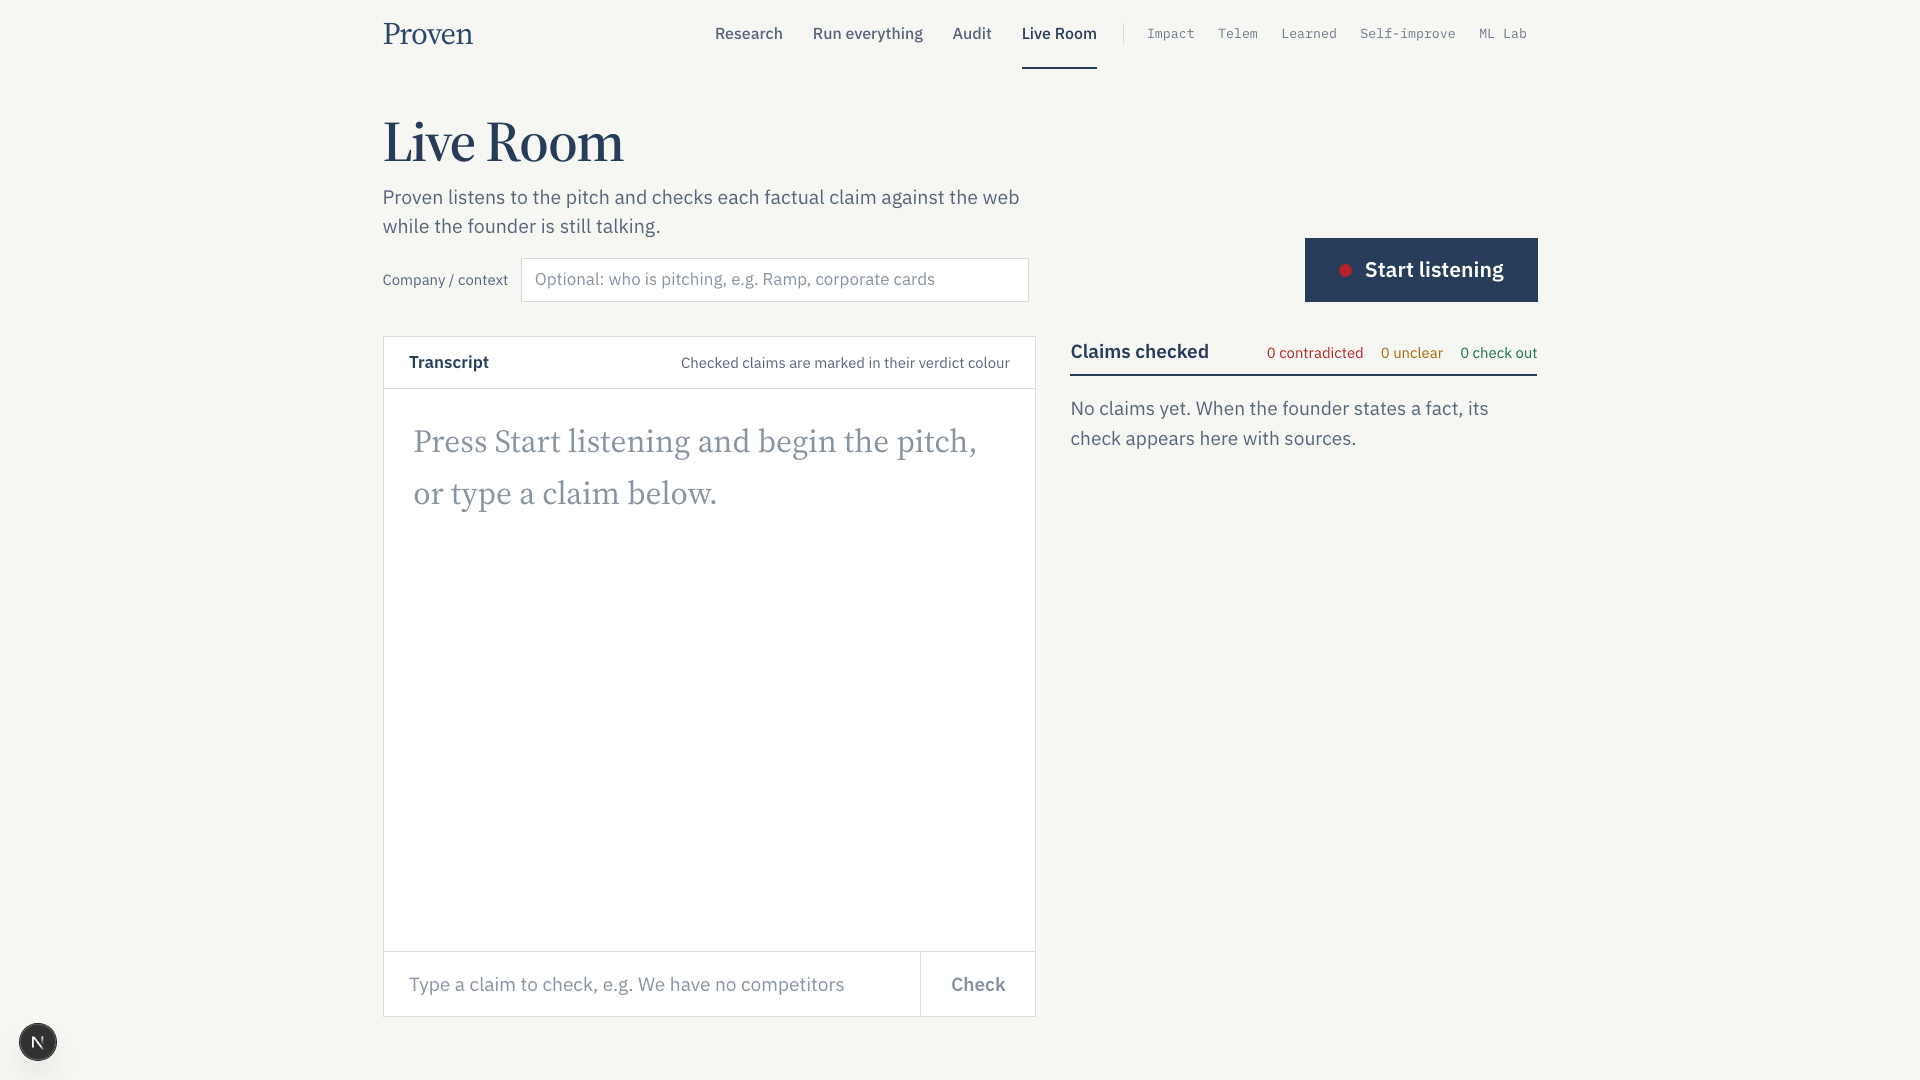 Proven
Research
Run everything
Audit
Live Room
Impact
Telem
Learned
Self-improve
ML Lab
Live Room
Proven listens to the pitch and checks each factual claim against the web
while the founder is still talking.
Company / context
Optional: who is pitching, e.g. Ramp, corporate cards
Start listening
Transcript
Checked claims are marked in their verdict colour
Press Start listening and begin the pitch,
or type a claim below.
Type a claim to check, e.g. We have no competitors
Check
Claims checked
0 contradicted
0 unclear
0 check out
No claims yet. When the founder states a fact, its
check appears here with sources.
N